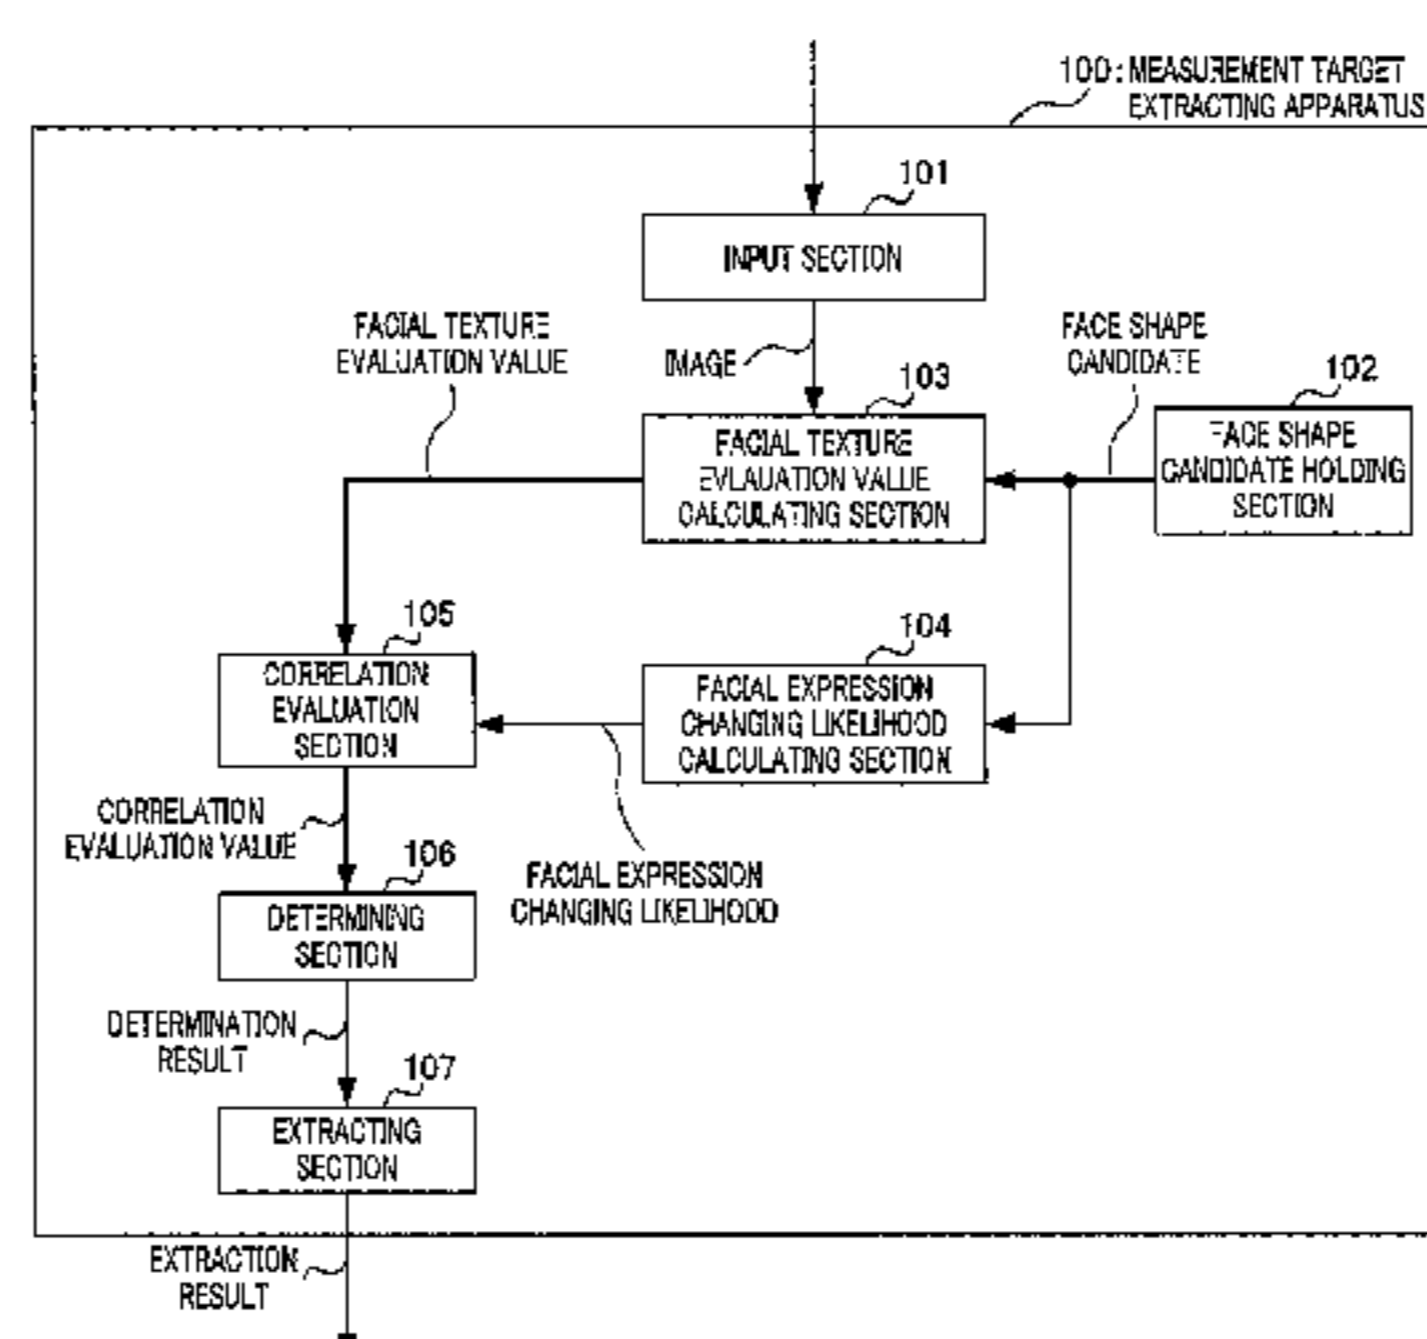 100: MEASUREMENT TARGET
EXTRACTING APPARATUS
101
INPUT SECTION
FACIAL TEXTURE
EVALUATION VALUE
IMAGE
103
FACE SHAPE
CANDIDATE
102
FACIAL TEXTURE
EVLAUATION VALUE
CALCULATING SECTION
FACE SHAPE
CANDIDATE HOLDING
SECTION
105
CORRELATION
EVALUATION
SECTION
104
FACIAL EXPRESSION
CHANGING LIKELIHOOD
CALCULATING SECTION
CORRELATION
EVALUATION VALUE
106
FACIAL EXPRESSION
CHANGING LIKELIHOOD
DETERMINING
SECTION
DETERMINATION
RESULT
107
EXTRACTING
SECTION
EXTRACTION
RESULT